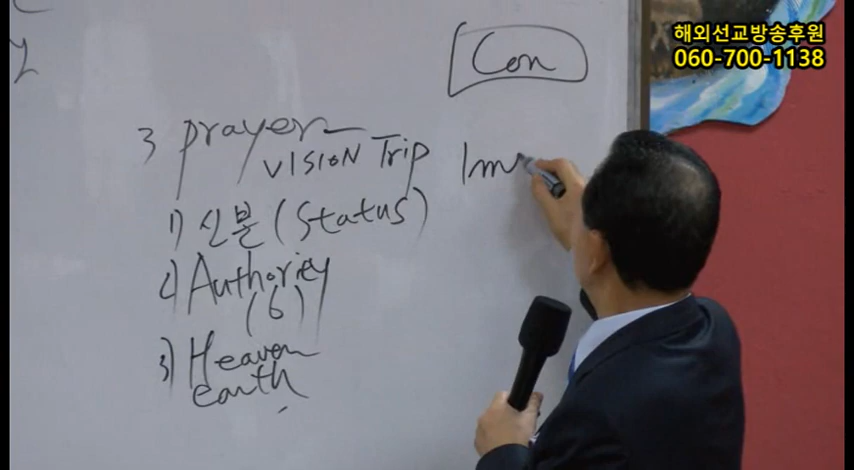 해외선교방송후원
060-700-1138
Con
3 prayer
VISION Trip Im
1) 신분 (Status)
2) Authority
(6)
3) Heaven
earth